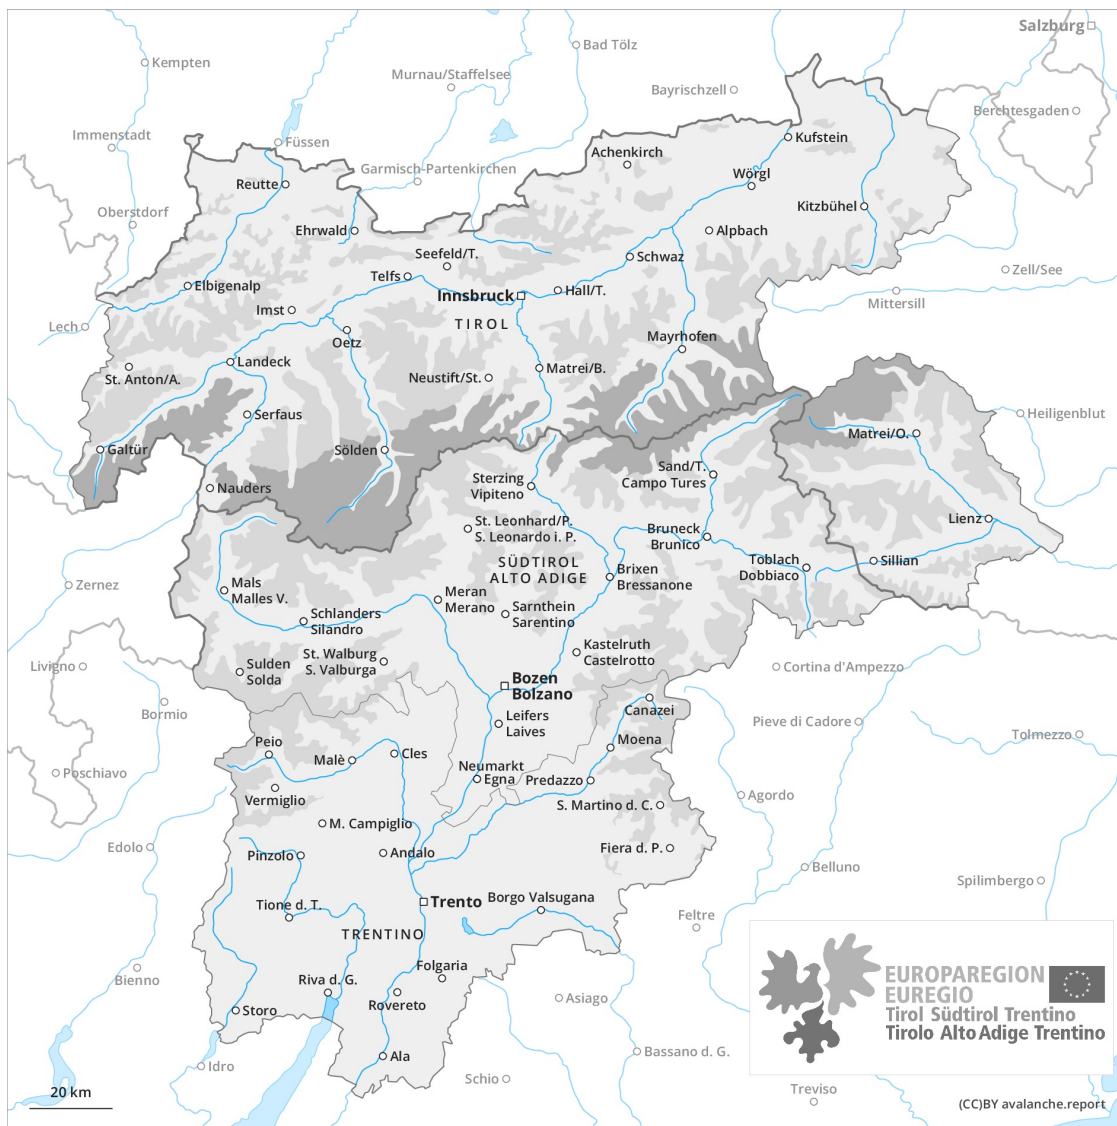 Salzburg
Bad Tölz
Kempten
Murnau/Staffelsee
Bayrischzell
Berchtesgaden
Immenstadt
Füssen
Kufstein
Achenkirch
Garmisch-Partenkirchen
Wörgl
Reutte
Oberstdorf
Kitzbühel
Ehrwald
Alpbach
Seefeld/T.
Schwaz
Telfs
Zell/See
Elbigenalp
Hall/T.
Innsbruck
Mittersill
Imst
TIROL
Lech
Oetz
Mayrhofen
Landeck
Matrei/B.
St. Anton/A.
Neustift/St.
Serfaus
Heiligenblut
Matrei/O.
Galtür
Sölden
Sand/T.
Campo Tures
Sterzing
Vipiteno
Nauders
Lienz
St. Leonhard/P.
S. Leonardo i. P.
Bruneck
Brunico
SÜDTIROL
ALTO ADIGE
Toblach
Dobbiaco
Sillian
Brixen
Bressanone
Zernez
Mals
Malles V.
Meran
Merano
Sarnthein
Sarentino
Schlanders
Silandro
Kastelruth
Castelrotto
St. Walburg
S. Valburga
Livigno
Sulden
Solda
Cortina d'Ampezzo
Bozen
Bolzano
Bormio
Canazei
Leifers
Laives
Pieve di Cadore
Tolmezzo
Moena
Peio
Malè
Cles
Poschiavo
Neumarkt
Egna
Predazzo
Vermiglio
Agordo
S. Martino d. C.
M. Campiglio
Edolo
Pinzolo
Andalo
Fiera d. P.
Belluno
Spilimbergo
Tione d. T.
Trento
Borgo Valsugana
Feltre
TRENTINO
Folgaria
Bienno
Riva d. G.
Rovereto
Asiago
Storo
EUROPAREGION
EUREGIO
Tirol Südtirol Trentino
Tirolo Alto Adige Trentino
Ala
Bassano d. G.
Idro
Schio
Treviso
20 km
(CC)BY avalanche.report